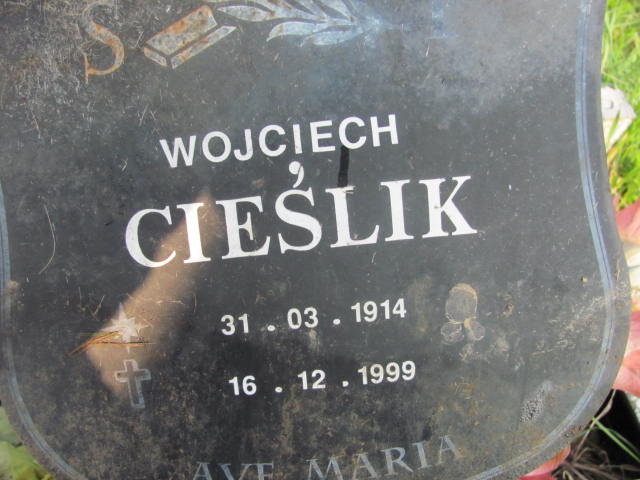 S
WOJCIECH
CIEŚLIK
31 . 03 . 1914
16 . 12 . 1999
AVE MARIA